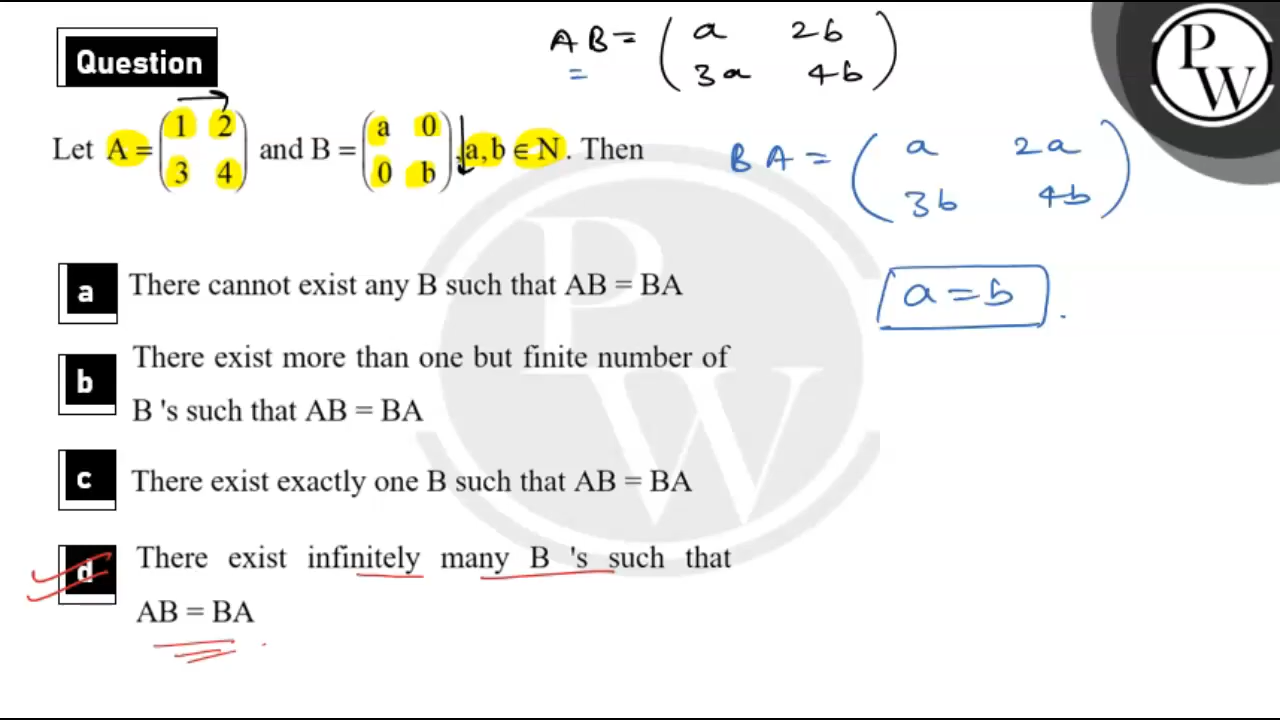 Question
AB = ( a 2b
3a 4b )
PW
Let A = ( 1 2
3 4 ) and B = ( a 0
0 b ), a, b ∈ N. Then
BA = ( a 2a
3b 4b )
a There cannot exist any B such that AB = BA
a = b.
b There exist more than one but finite number of
B 's such that AB = BA
c There exist exactly one B such that AB = BA
d There exist infinitely many B 's such that
AB = BA
PW